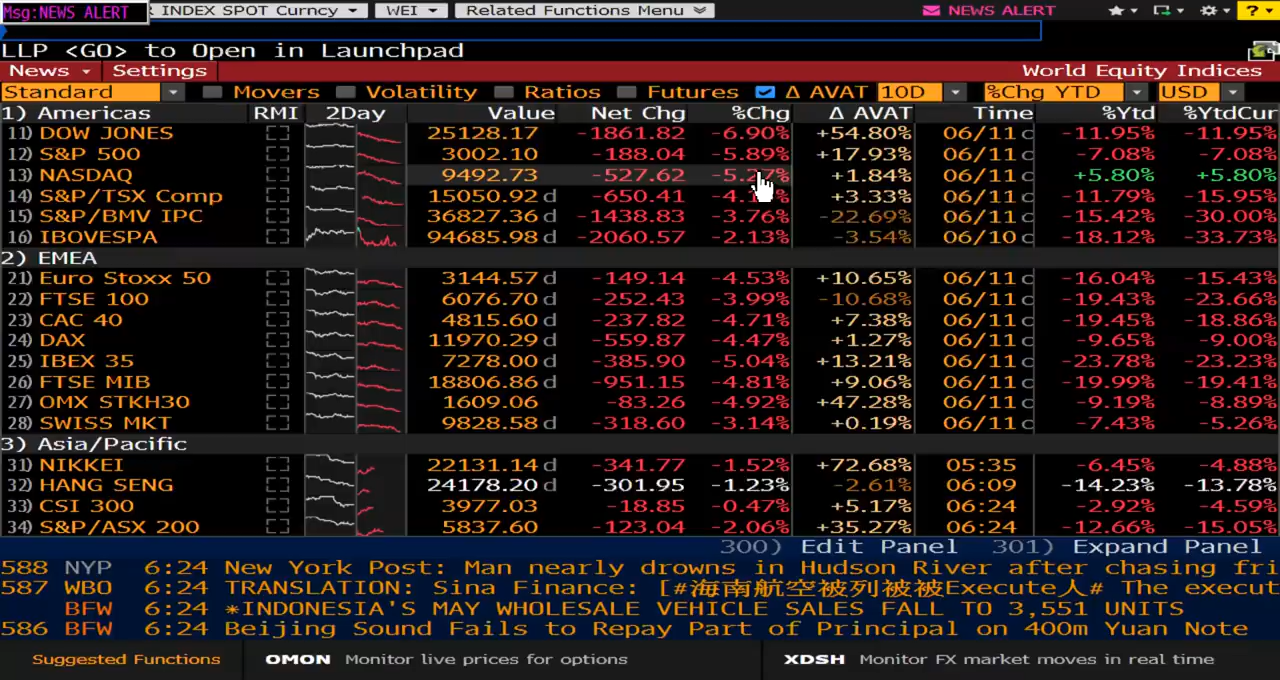 Msg:NEWS ALERT INDEX SPOT Curncy WEI Related Functions Menu NEWS ALERT ?
LLP <GO> to Open in Launchpad
News Settings World Equity Indices
Standard Movers Volatility Ratios Futures Δ AVAT 10D %Chg YTD USD
1) Americas RMI 2Day Value Net Chg %Chg Δ AVAT Time %Ytd %YtdCur
11) DOW JONES 25128.17 -1861.82 -6.90% +54.80% 06/11 c -11.95% -11.95%
12) S&P 500 3002.10 -188.04 -5.89% +17.93% 06/11 c -7.08% -7.08%
13) NASDAQ 9492.73 -527.62 +1.84% 06/11 c +5.80% +5.80%
14) S&P/TSX Comp 15050.92 d -650.41 +3.33% 06/11 c -11.79% -15.95%
15) S&P/BMV IPC 36827.36 d -1438.83 -3.76% -22.69% 06/11 c -15.42% -30.00%
16) IBOVESPA 94685.98 d -2060.57 -2.13% -3.54% 06/10 c -18.12% -33.73%
2) EMEA
21) Euro Stoxx 50 3144.57 d -149.14 -4.53% +10.65% 06/11 c -16.04% -15.43%
22) FTSE 100 6076.70 d -252.43 -3.99% -10.68% 06/11 c -19.43% -23.66%
23) CAC 40 4815.60 d -237.82 -4.71% +7.38% 06/11 c -19.45% -18.86%
24) DAX 11970.29 d -559.87 -4.47% +1.27% 06/11 c -9.65% -9.00%
25) IBEX 35 7278.00 d -385.90 -5.04% +13.21% 06/11 c -23.78% -23.23%
26) FTSE MIB 18806.86 d -951.15 -4.81% +9.06% 06/11 c -19.99% -19.41%
27) OMX STKH30 1609.06 -83.26 -4.92% +47.28% 06/11 c -9.19% -8.89%
28) SWISS MKT 9828.58 d -318.60 -3.14% +0.19% 06/11 c -7.43% -5.26%
3) Asia/Pacific
31) NIKKEI 22131.14 d -341.77 -1.52% +72.68% 05:35 -6.45% -4.88%
32) HANG SENG 24178.20 d -301.95 -1.23% -2.61% 06:09 -14.23% -13.78%
33) CSI 300 3977.03 -18.85 -0.47% +5.17% 06:24 -2.92% -4.59%
34) S&P/ASX 200 5837.60 -123.04 -2.06% +35.27% 06:24 -12.66% -15.05%
300) Edit Panel 301) Expand Panel
588 NYP 6:24 New York Post: Man nearly drowns in Hudson River after chasing fri
587 WBO 6:24 TRANSLATION: Sina Finance: [#海南航空被列被被Execute人# The execut
BFW 6:24 *INDONESIA'S MAY WHOLESALE VEHICLE SALES FALL TO 3,551 UNITS
586 BFW 6:24 Beijing Sound Fails to Repay Part of Principal on 400m Yuan Note
Suggested Functions OMON Monitor live prices for options XDSH Monitor FX market moves in real time